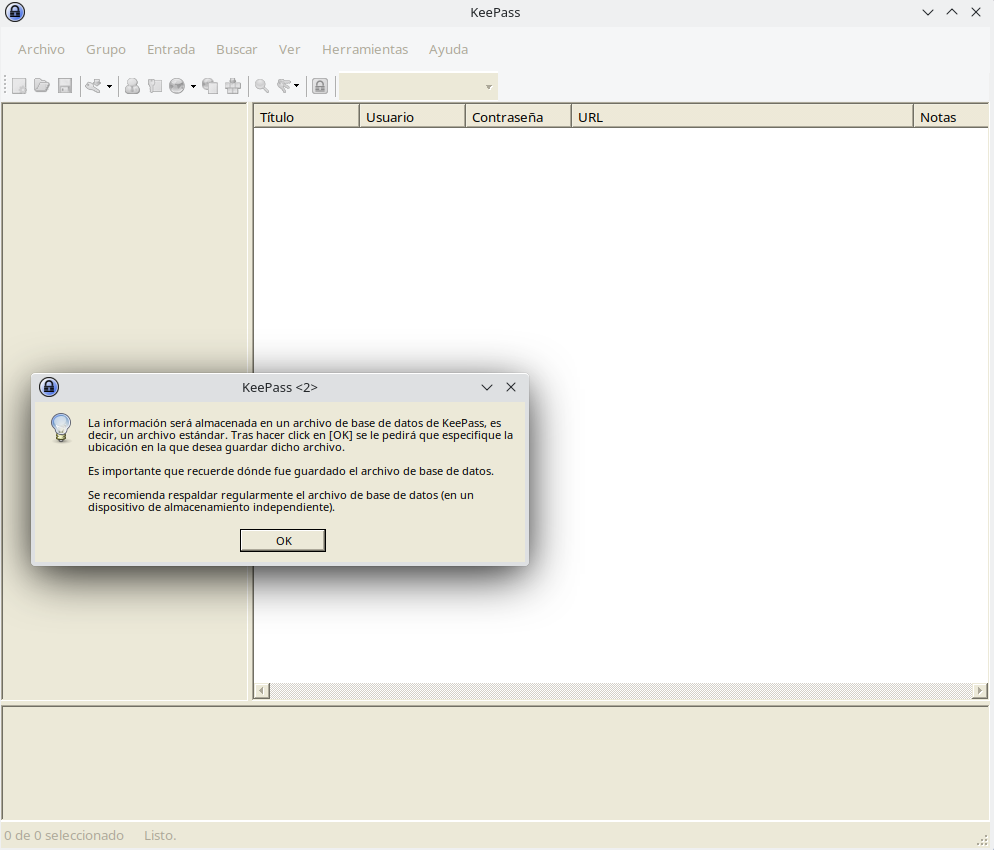 KeePass
Archivo Grupo Entrada Buscar Ver Herramientas Ayuda
Título Usuario Contraseña URL Notas
KeePass <2>
La información será almacenada en un archivo de base de datos de KeePass, es
decir, un archivo estándar. Tras hacer click en [OK] se le pedirá que especifique la
ubicación en la que desea guardar dicho archivo.
Es importante que recuerde dónde fue guardado el archivo de base de datos.
Se recomienda respaldar regularmente el archivo de base de datos (en un
dispositivo de almacenamiento independiente).
OK
0 de 0 seleccionado Listo.